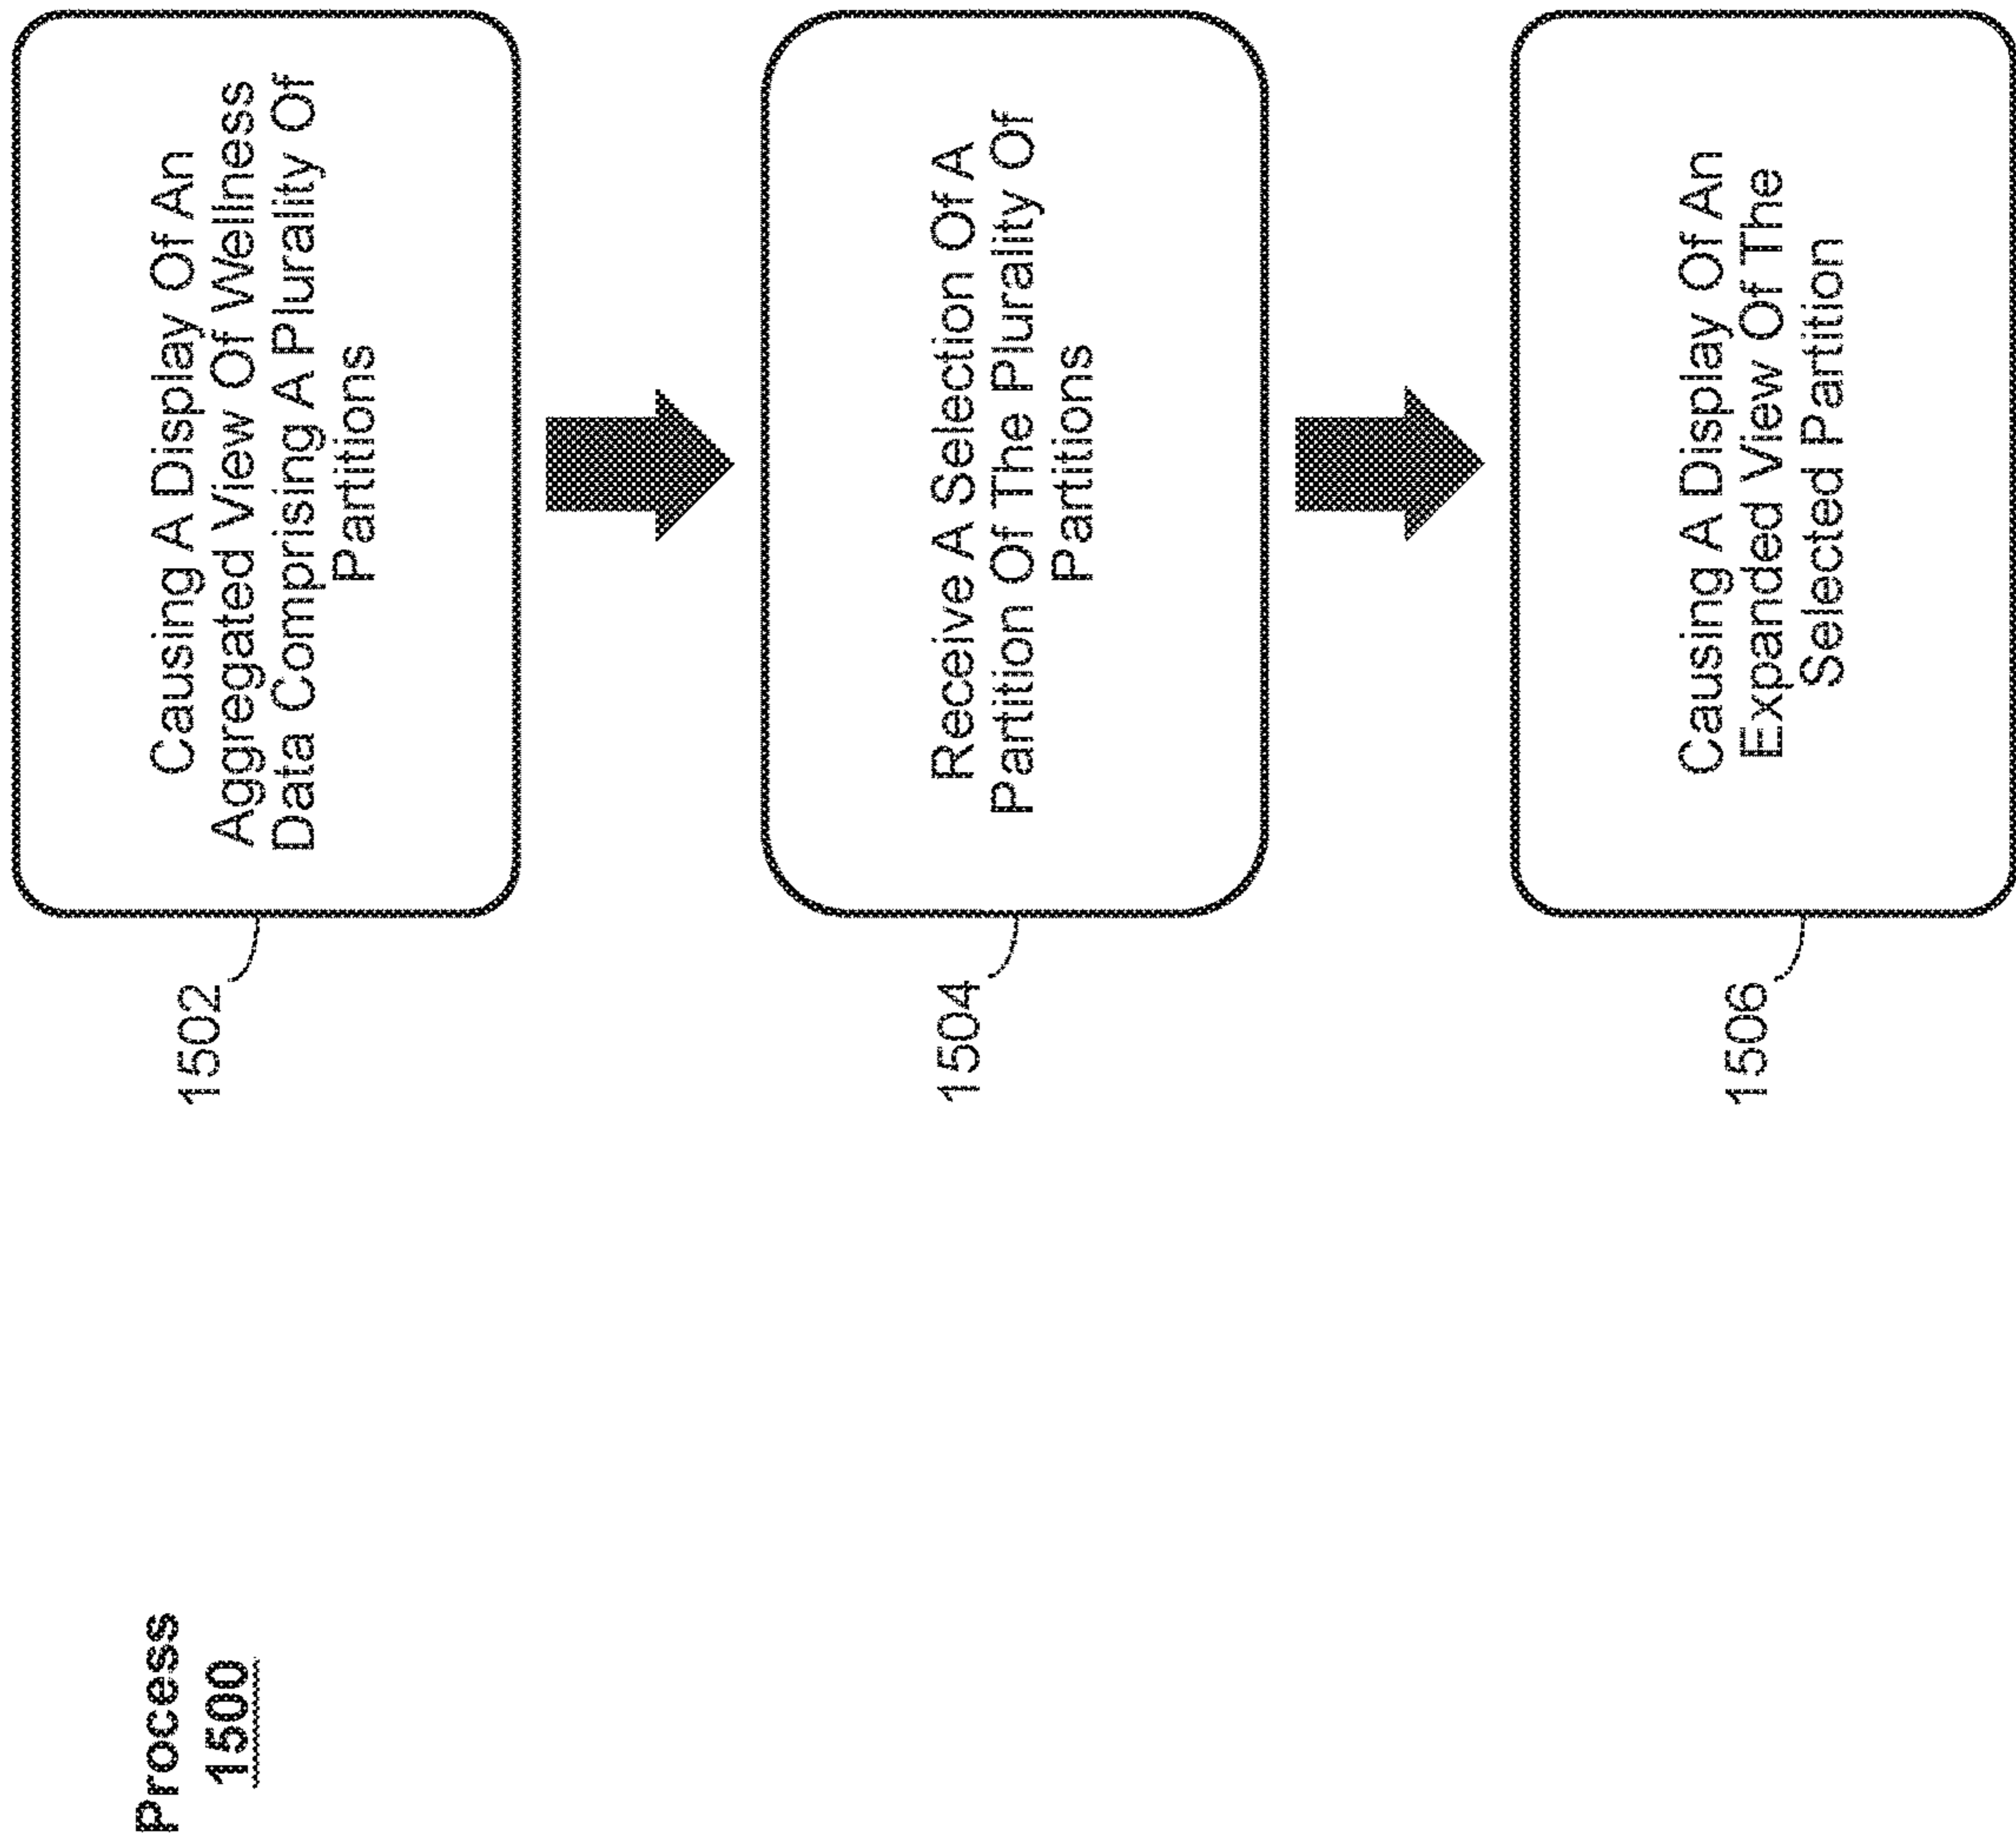 Process
1500
1502
Causing A Display Of An
Aggregated View Of Wellness
Data Comprising A Plurality Of
Partitions
1504
Receive A Selection Of A
Partition Of The Plurality Of
Partitions
1506
Causing A Display Of An
Expanded View Of The
Selected Partition